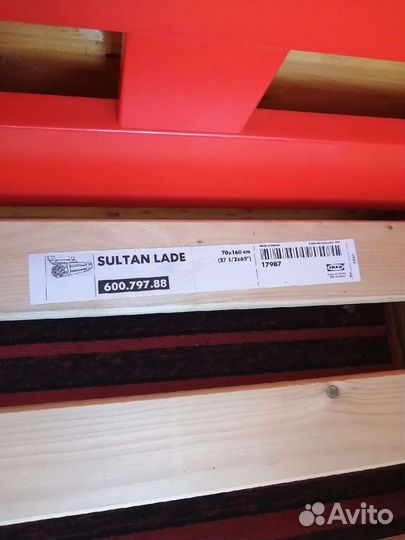 SULTAN LADE
600.797.88
70x160 cm
(27 1/2x63")
17987
IKEA
Avito